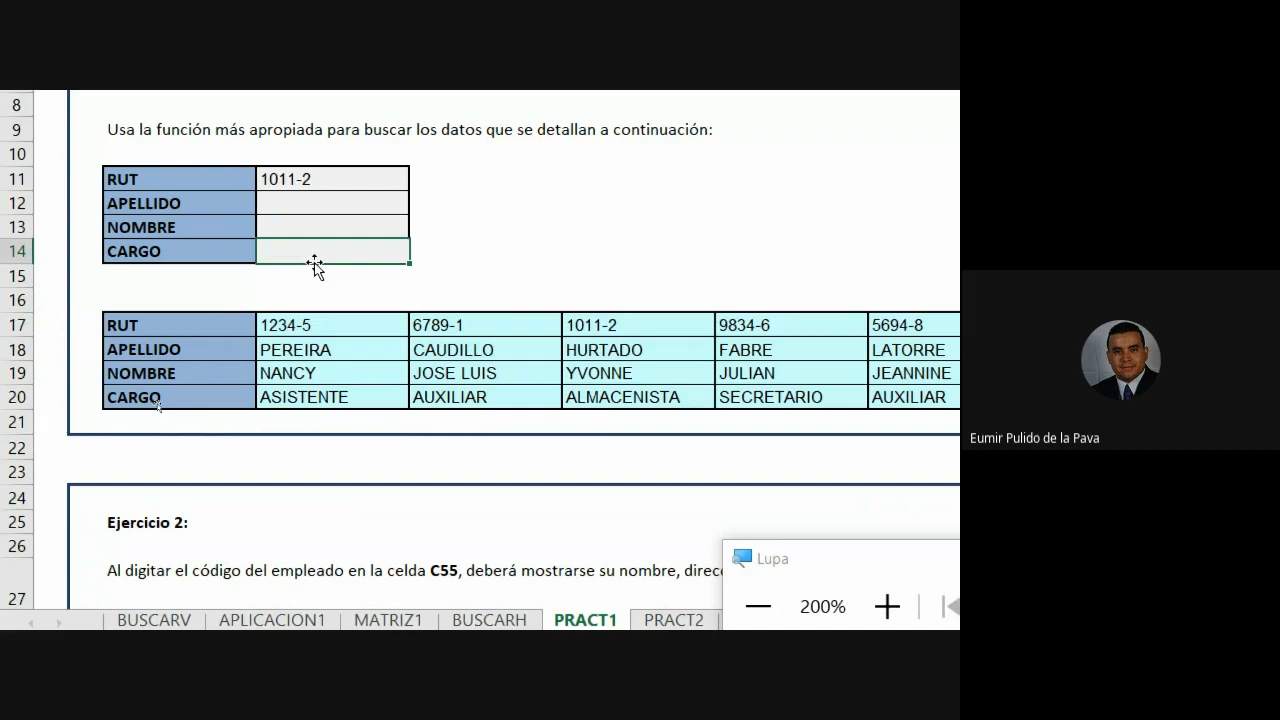 8
9 Usa la función más apropiada para buscar los datos que se detallan a continuación:
10
11 RUT 1011-2
12 APELLIDO
13 NOMBRE
14 CARGO
15
16
17 RUT 1234-5 6789-1 1011-2 9834-6 5694-8
18 APELLIDO PEREIRA CAUDILLO HURTADO FABRE LATORRE
19 NOMBRE NANCY JOSE LUIS YVONNE JULIAN JEANNINE
20 CARGO ASISTENTE AUXILIAR ALMACENISTA SECRETARIO AUXILIAR
21
22
23
24
25 Ejercicio 2:
26
Al digitar el código del empleado en la celda C55, deberá mostrarse su nombre, direc
27
Lupa
200%
BUSCARV APLICACION1 MATRIZ1 BUSCARH PRACT1 PRACT2
Eumir Pulido de la Pava